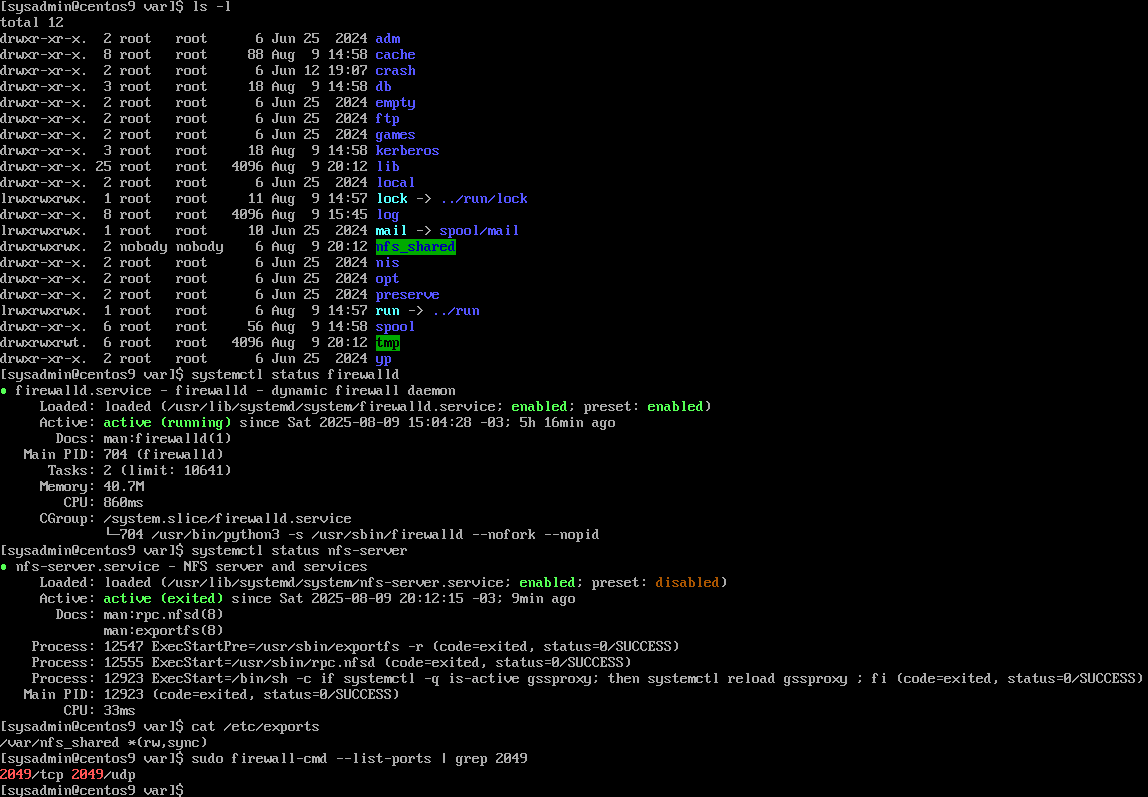 [sysadmin@centos9 var]$ ls -l
total 12
drwxr-xr-x.  2 root   root      6 Jun 25  2024 adm
drwxr-xr-x.  8 root   root     88 Aug  9 14:58 cache
drwxr-xr-x.  2 root   root      6 Jun 12 19:07 crash
drwxr-xr-x.  3 root   root     18 Aug  9 14:58 db
drwxr-xr-x.  2 root   root      6 Jun 25  2024 empty
drwxr-xr-x.  2 root   root      6 Jun 25  2024 ftp
drwxr-xr-x.  2 root   root      6 Jun 25  2024 games
drwxr-xr-x.  3 root   root     18 Aug  9 14:58 kerberos
drwxr-xr-x. 25 root   root   4096 Aug  9 20:12 lib
drwxr-xr-x.  2 root   root      6 Jun 25  2024 local
lrwxrwxrwx.  1 root   root     11 Aug  9 14:57 lock -> ../run/lock
drwxr-xr-x.  8 root   root   4096 Aug  9 15:45 log
lrwxrwxrwx.  1 root   root     10 Jun 25  2024 mail -> spool/mail
drwxrwxrwx.  2 nobody nobody    6 Aug  9 20:12 nfs_shared
drwxr-xr-x.  2 root   root      6 Jun 25  2024 nis
drwxr-xr-x.  2 root   root      6 Jun 25  2024 opt
drwxr-xr-x.  2 root   root      6 Jun 25  2024 preserve
lrwxrwxrwx.  1 root   root      6 Aug  9 14:57 run -> ../run
drwxr-xr-x.  6 root   root     56 Aug  9 14:58 spool
drwxrwxrwt.  6 root   root   4096 Aug  9 20:12 tmp
drwxr-xr-x.  2 root   root      6 Jun 25  2024 yp
[sysadmin@centos9 var]$ systemctl status firewalld
● firewalld.service - firewalld - dynamic firewall daemon
     Loaded: loaded (/usr/lib/systemd/system/firewalld.service; enabled; preset: enabled)
     Active: active (running) since Sat 2025-08-09 15:04:28 -03; 5h 16min ago
       Docs: man:firewalld(1)
   Main PID: 704 (firewalld)
      Tasks: 2 (limit: 10641)
     Memory: 40.7M
        CPU: 860ms
     CGroup: /system.slice/firewalld.service
             └─704 /usr/bin/python3 -s /usr/sbin/firewalld --nofork --nopid
[sysadmin@centos9 var]$ systemctl status nfs-server
● nfs-server.service - NFS server and services
     Loaded: loaded (/usr/lib/systemd/system/nfs-server.service; enabled; preset: disabled)
     Active: active (exited) since Sat 2025-08-09 20:12:15 -03; 9min ago
       Docs: man:rpc.nfsd(8)
             man:exportfs(8)
    Process: 12547 ExecStartPre=/usr/sbin/exportfs -r (code=exited, status=0/SUCCESS)
    Process: 12555 ExecStart=/usr/sbin/rpc.nfsd (code=exited, status=0/SUCCESS)
    Process: 12923 ExecStart=/bin/sh -c if systemctl -q is-active gssproxy; then systemctl reload gssproxy ; fi (code=exited, status=0/SUCCESS)
   Main PID: 12923 (code=exited, status=0/SUCCESS)
        CPU: 33ms
[sysadmin@centos9 var]$ cat /etc/exports
/var/nfs_shared *(rw,sync)
[sysadmin@centos9 var]$ sudo firewall-cmd --list-ports | grep 2049
2049/tcp 2049/udp
[sysadmin@centos9 var]$